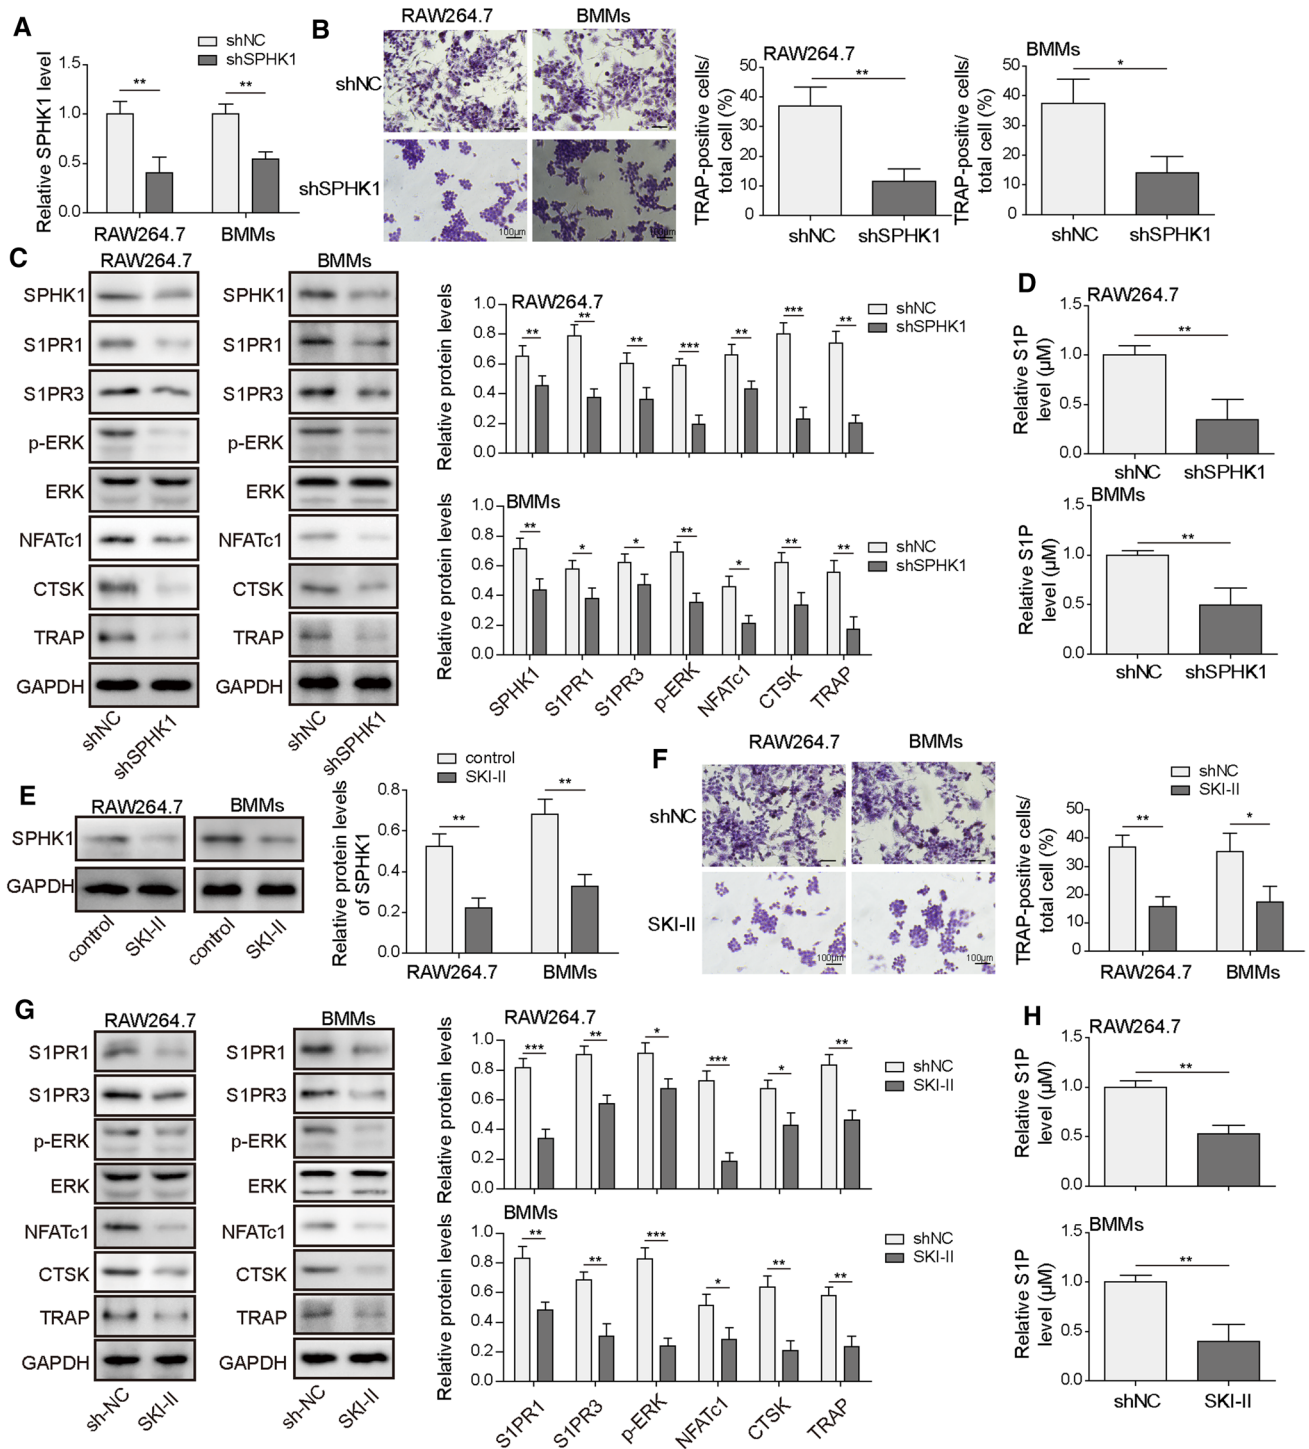 A
shNC
shSPHK1
Relative SPHK1 level
1.5
1.0
0.5
0.0
**
**
RAW264.7
BMMs
B
RAW264.7
BMMs
shNC
shSPHK1
100μm
100μm
RAW264.7
TRAP-positive cells/
total cell (%)
50
40
30
20
10
0
**
shNC
shSPHK1
BMMs
TRAP-positive cells/
total cell (%)
50
40
30
20
10
0
*
shNC
shSPHK1
C
RAW264.7
BMMs
SPHK1
SPHK1
S1PR1
S1PR1
S1PR3
S1PR3
p-ERK
p-ERK
ERK
ERK
NFATc1
NFATc1
CTSK
CTSK
TRAP
TRAP
GAPDH
GAPDH
shNC
shSPHK1
shNC
shSPHK1
RAW264.7
shNC
shSPHK1
Relative protein levels
1.0
0.8
0.6
0.4
0.2
0.0
**
**
**
***
**
***
**
BMMs
shNC
shSPHK1
Relative protein levels
1.0
0.8
0.6
0.4
0.2
0.0
**
*
*
**
*
**
**
SPHK1
S1PR1
S1PR3
p-ERK
NFATc1
CTSK
TRAP
D
RAW264.7
Relative S1P
level (μM)
1.5
1.0
0.5
0.0
**
shNC
shSPHK1
BMMs
Relative S1P
level (μM)
1.5
1.0
0.5
0.0
**
shNC
shSPHK1
E
RAW264.7
BMMs
SPHK1
GAPDH
control
SKI-II
control
SKI-II
control
SKI-II
Relative protein levels
of SPHK1
0.8
0.6
0.4
0.2
0.0
**
**
RAW264.7
BMMs
F
RAW264.7
BMMs
shNC
SKI-II
100μm
100μm
shNC
SKI-II
TRAP-positive cells/
total cell (%)
50
40
30
20
10
0
**
*
RAW264.7
BMMs
G
RAW264.7
BMMs
S1PR1
S1PR1
S1PR3
S1PR3
p-ERK
p-ERK
ERK
ERK
NFATc1
NFATc1
CTSK
CTSK
TRAP
TRAP
GAPDH
GAPDH
sh-NC
SKI-II
sh-NC
SKI-II
RAW264.7
shNC
SKI-II
Relative protein levels
1.0
0.8
0.6
0.4
0.2
0.0
***
**
*
***
*
**
BMMs
shNC
SKI-II
Relative protein levels
1.0
0.8
0.6
0.4
0.2
0.0
**
**
***
*
**
**
S1PR1
S1PR3
p-ERK
NFATc1
CTSK
TRAP
H
RAW264.7
Relative S1P
level (μM)
1.5
1.0
0.5
0.0
**
BMMs
Relative S1P
level (μM)
1.5
1.0
0.5
0.0
**
shNC
SKI-II